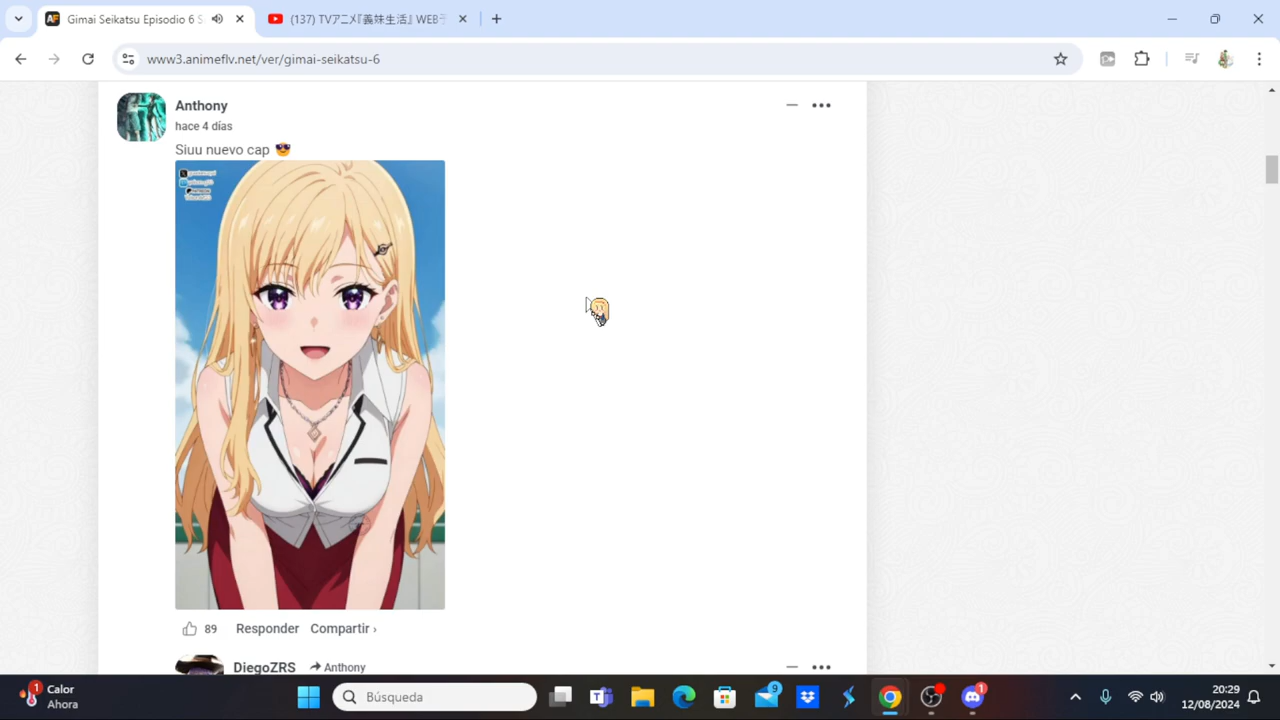 Gimai Seikatsu Episodio 6 S
(137) TVアニメ『義妹生活』 WEB
www3.animeflv.net/ver/gimai-seikatsu-6
Anthony
hace 4 días
Siuu nuevo cap
89
Responder
Compartir ›
DiegoZRS
Anthony
1
Calor
Ahora
Búsqueda
9
1
20:29
12/08/2024